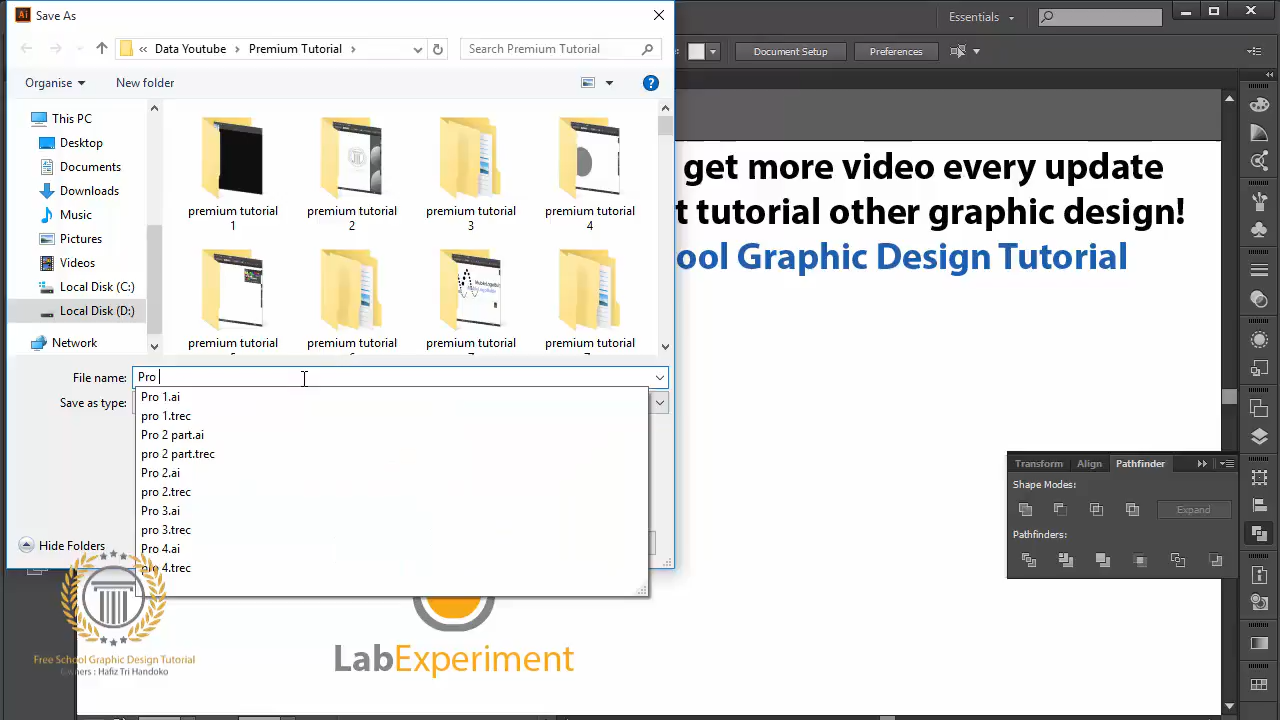 Save As
Essentials
« Data Youtube > Premium Tutorial >
Search Premium Tutorial
Document Setup
Preferences
Organise
New folder
This PC
Desktop
Documents
Downloads
Music
Pictures
Videos
Local Disk (C:)
Local Disk (D:)
Network
premium tutorial
1
premium tutorial
2
premium tutorial
3
premium tutorial
4
premium tutorial
premium tutorial
premium tutorial
premium tutorial
get more video every update
t tutorial other graphic design!
ool Graphic Design Tutorial
File name:
Pro
Save as type:
Pro 1.ai
pro 1.trec
Pro 2 part.ai
pro 2 part.trec
Pro 2.ai
pro 2.trec
Pro 3.ai
pro 3.trec
Pro 4.ai
pro 4.trec
Hide Folders
Transform
Align
Pathfinder
Shape Modes:
Expand
Pathfinders:
LabExperiment
Free School Graphic Design Tutorial
Owners : Hafiz Tri Handoko